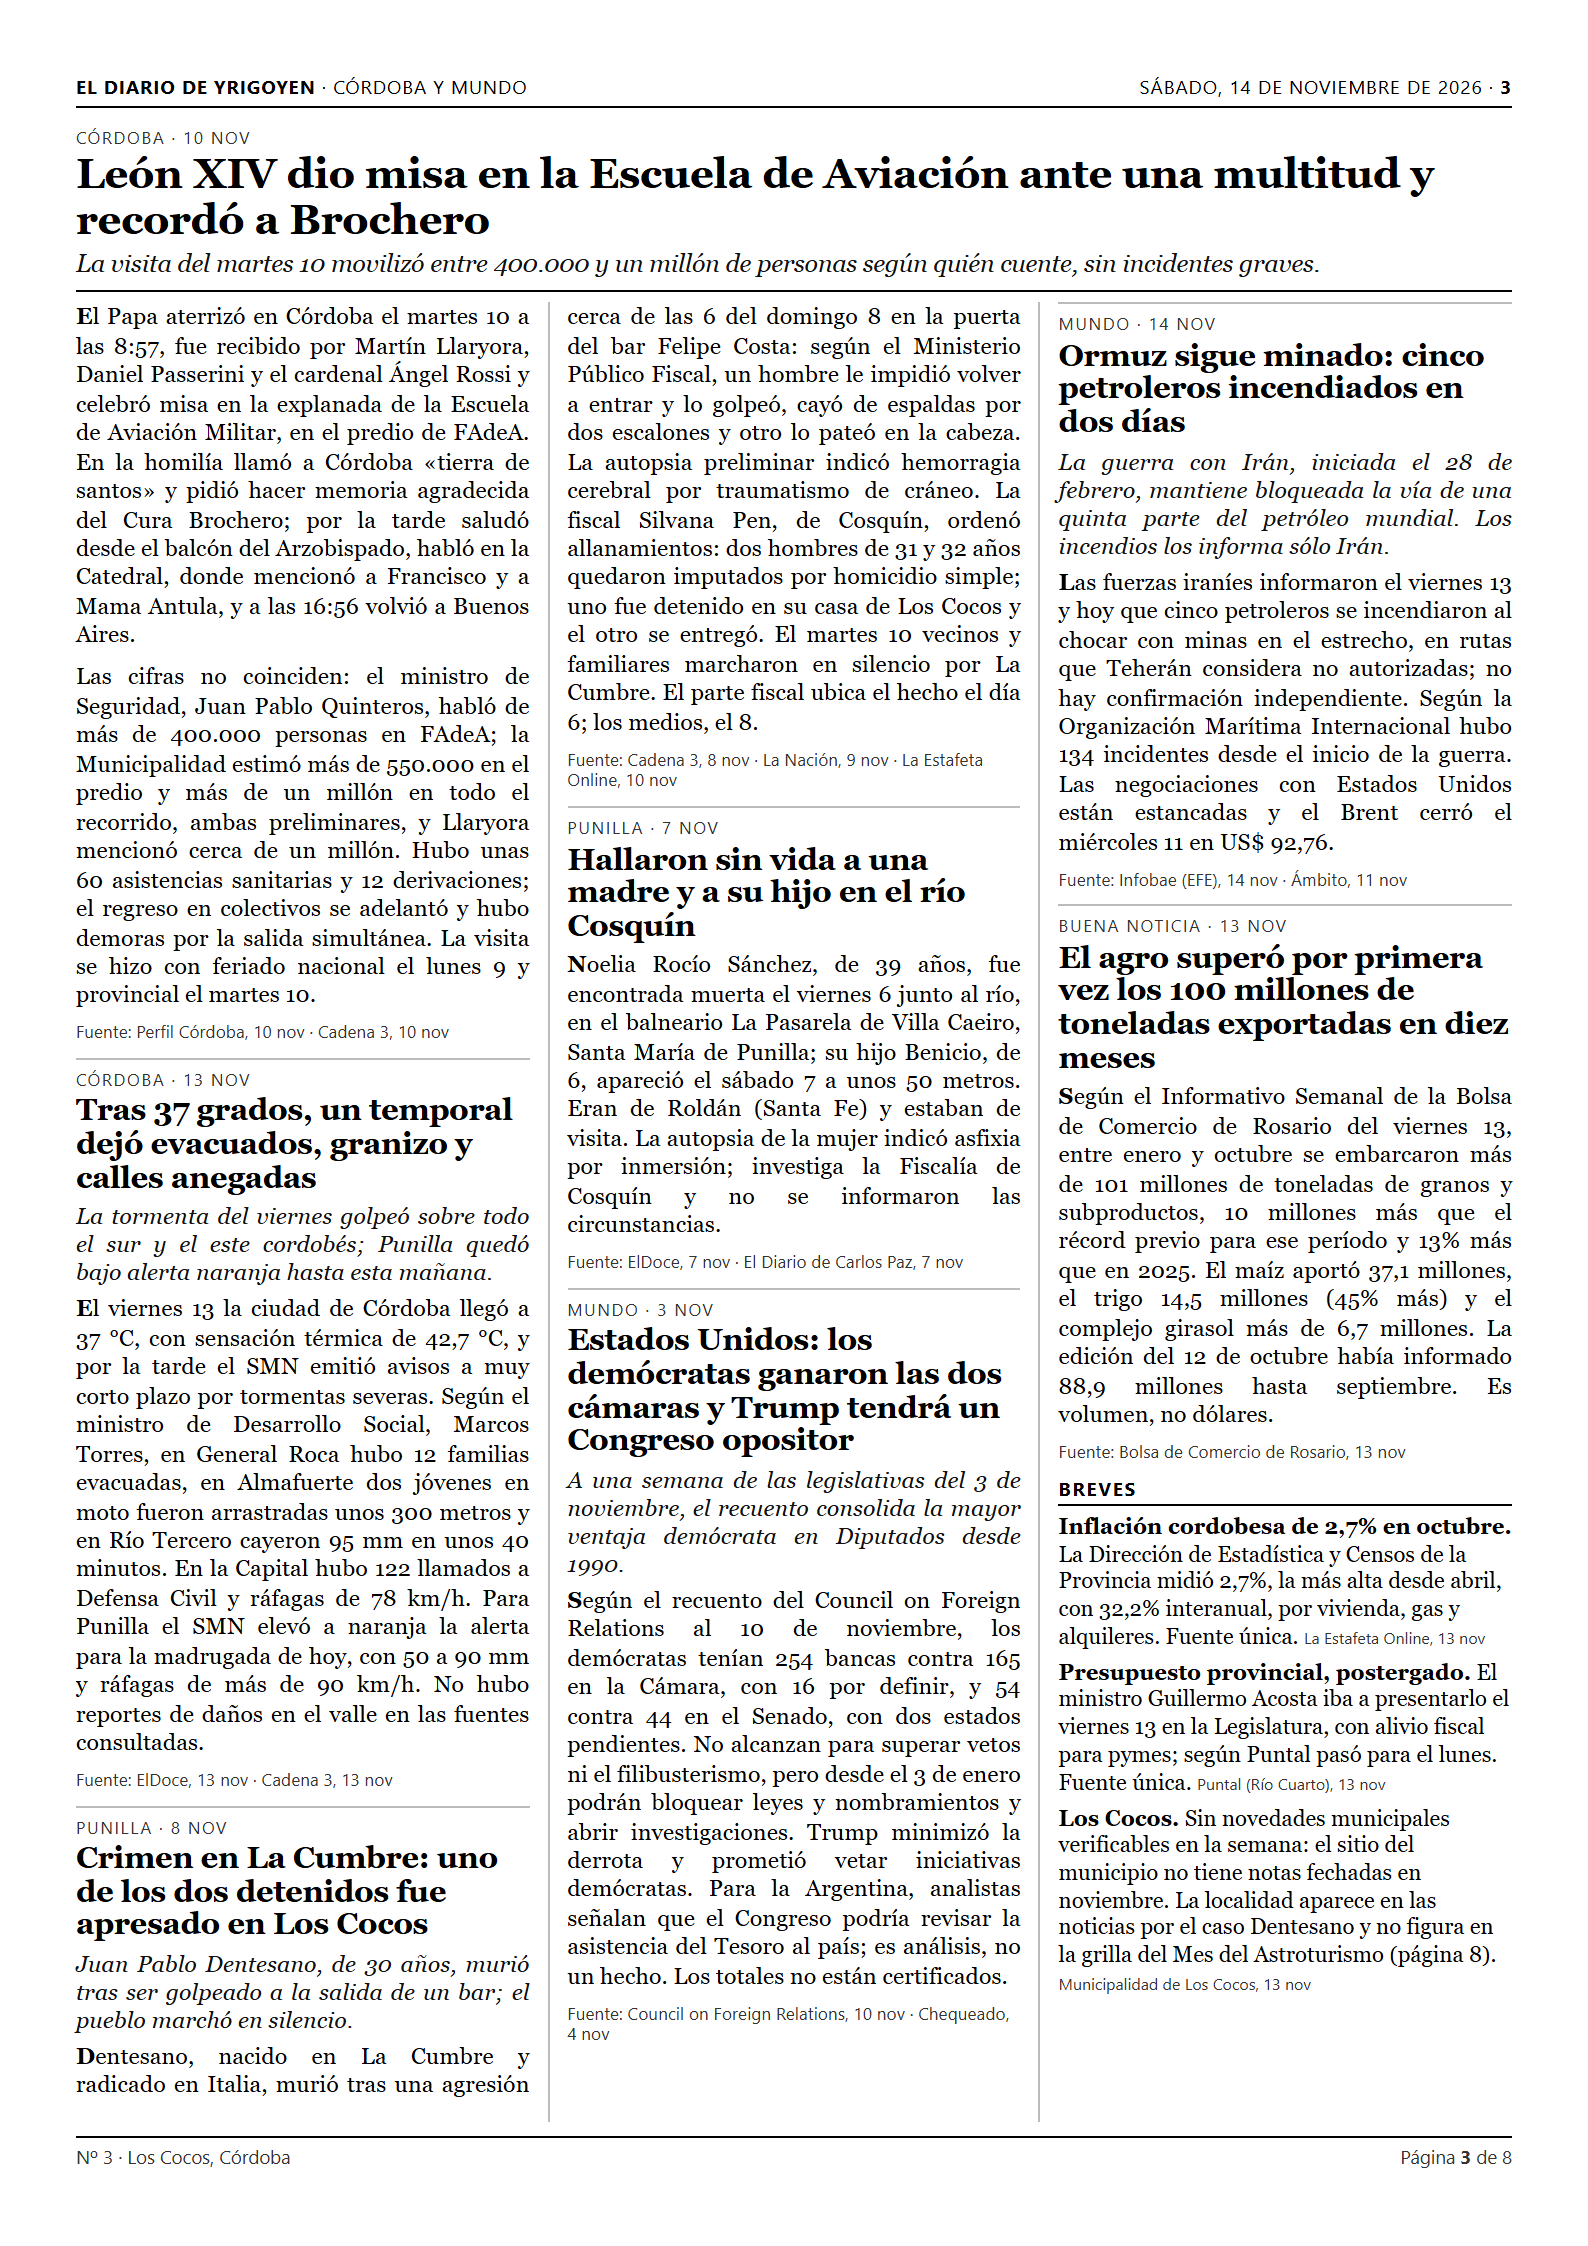 EL DIARIO DE YRIGOYEN · CÓRDOBA Y MUNDO
SÁBADO, 14 DE NOVIEMBRE DE 2026 · 3
CÓRDOBA · 10 NOV
León XIV dio misa en la Escuela de Aviación ante una multitud y
recordó a Brochero
La visita del martes 10 movilizó entre 400.000 y un millón de personas según quién cuente, sin incidentes graves.
El Papa aterrizó en Córdoba el martes 10 a
las 8:57, fue recibido por Martín Llaryora,
Daniel Passerini y el cardenal Ángel Rossi y
celebró misa en la explanada de la Escuela
de Aviación Militar, en el predio de FAdeA.
En la homilía llamó a Córdoba «tierra de
santos» y pidió hacer memoria agradecida
del Cura Brochero; por la tarde saludó
desde el balcón del Arzobispado, habló en la
Catedral, donde mencionó a Francisco y a
Mama Antula, y a las 16:56 volvió a Buenos
Aires.
Las cifras no coinciden: el ministro de
Seguridad, Juan Pablo Quinteros, habló de
más de 400.000 personas en FAdeA; la
Municipalidad estimó más de 550.000 en el
predio y más de un millón en todo el
recorrido, ambas preliminares, y Llaryora
mencionó cerca de un millón. Hubo unas
60 asistencias sanitarias y 12 derivaciones;
el regreso en colectivos se adelantó y hubo
demoras por la salida simultánea. La visita
se hizo con feriado nacional el lunes 9 y
provincial el martes 10.
Fuente: Perfil Córdoba, 10 nov · Cadena 3, 10 nov
CÓRDOBA · 13 NOV
Tras 37 grados, un temporal
dejó evacuados, granizo y
calles anegadas
La tormenta del viernes golpeó sobre todo
el sur y el este cordobés; Punilla quedó
bajo alerta naranja hasta esta mañana.
El viernes 13 la ciudad de Córdoba llegó a
37 °C, con sensación térmica de 42,7 °C, y
por la tarde el SMN emitió avisos a muy
corto plazo por tormentas severas. Según el
ministro de Desarrollo Social, Marcos
Torres, en General Roca hubo 12 familias
evacuadas, en Almafuerte dos jóvenes en
moto fueron arrastradas unos 300 metros y
en Río Tercero cayeron 95 mm en unos 40
minutos. En la Capital hubo 122 llamados a
Defensa Civil y ráfagas de 78 km/h. Para
Punilla el SMN elevó a naranja la alerta
para la madrugada de hoy, con 50 a 90 mm
y ráfagas de más de 90 km/h. No hubo
reportes de daños en el valle en las fuentes
consultadas.
Fuente: ElDoce, 13 nov · Cadena 3, 13 nov
PUNILLA · 8 NOV
Crimen en La Cumbre: uno
de los dos detenidos fue
apresado en Los Cocos
Juan Pablo Dentesano, de 30 años, murió
tras ser golpeado a la salida de un bar; el
pueblo marchó en silencio.
Dentesano, nacido en La Cumbre y
radicado en Italia, murió tras una agresión
cerca de las 6 del domingo 8 en la puerta
del bar Felipe Costa: según el Ministerio
Público Fiscal, un hombre le impidió volver
a entrar y lo golpeó, cayó de espaldas por
dos escalones y otro lo pateó en la cabeza.
La autopsia preliminar indicó hemorragia
cerebral por traumatismo de cráneo. La
fiscal Silvana Pen, de Cosquín, ordenó
allanamientos: dos hombres de 31 y 32 años
quedaron imputados por homicidio simple;
uno fue detenido en su casa de Los Cocos y
el otro se entregó. El martes 10 vecinos y
familiares marcharon en silencio por La
Cumbre. El parte fiscal ubica el hecho el día
6; los medios, el 8.
Fuente: Cadena 3, 8 nov · La Nación, 9 nov · La Estafeta
Online, 10 nov
PUNILLA · 7 NOV
Hallaron sin vida a una
madre y a su hijo en el río
Cosquín
Noelia Rocío Sánchez, de 39 años, fue
encontrada muerta el viernes 6 junto al río,
en el balneario La Pasarela de Villa Caeiro,
Santa María de Punilla; su hijo Benicio, de
6, apareció el sábado 7 a unos 50 metros.
Eran de Roldán (Santa Fe) y estaban de
visita. La autopsia de la mujer indicó asfixia
por inmersión; investiga la Fiscalía de
Cosquín y no se informaron las
circunstancias.
Fuente: ElDoce, 7 nov · El Diario de Carlos Paz, 7 nov
MUNDO · 3 NOV
Estados Unidos: los
demócratas ganaron las dos
cámaras y Trump tendrá un
Congreso opositor
A una semana de las legislativas del 3 de
noviembre, el recuento consolida la mayor
ventaja demócrata en Diputados desde
1990.
Según el recuento del Council on Foreign
Relations al 10 de noviembre, los
demócratas tenían 254 bancas contra 165
en la Cámara, con 16 por definir, y 54
contra 44 en el Senado, con dos estados
pendientes. No alcanzan para superar vetos
ni el filibusterismo, pero desde el 3 de enero
podrán bloquear leyes y nombramientos y
abrir investigaciones. Trump minimizó la
derrota y prometió vetar iniciativas
demócratas. Para la Argentina, analistas
señalan que el Congreso podría revisar la
asistencia del Tesoro al país; es análisis, no
un hecho. Los totales no están certificados.
Fuente: Council on Foreign Relations, 10 nov · Chequeado,
4 nov
MUNDO · 14 NOV
Ormuz sigue minado: cinco
petroleros incendiados en
dos días
La guerra con Irán, iniciada el 28 de
febrero, mantiene bloqueada la vía de una
quinta parte del petróleo mundial. Los
incendios los informa sólo Irán.
Las fuerzas iraníes informaron el viernes 13
y hoy que cinco petroleros se incendiaron al
chocar con minas en el estrecho, en rutas
que Teherán considera no autorizadas; no
hay confirmación independiente. Según la
Organización Marítima Internacional hubo
134 incidentes desde el inicio de la guerra.
Las negociaciones con Estados Unidos
están estancadas y el Brent cerró el
miércoles 11 en US$ 92,76.
Fuente: Infobae (EFE), 14 nov · Ámbito, 11 nov
BUENA NOTICIA · 13 NOV
El agro superó por primera
vez los 100 millones de
toneladas exportadas en diez
meses
Según el Informativo Semanal de la Bolsa
de Comercio de Rosario del viernes 13,
entre enero y octubre se embarcaron más
de 101 millones de toneladas de granos y
subproductos, 10 millones más que el
récord previo para ese período y 13% más
que en 2025. El maíz aportó 37,1 millones,
el trigo 14,5 millones (45% más) y el
complejo girasol más de 6,7 millones. La
edición del 12 de octubre había informado
88,9 millones hasta septiembre. Es
volumen, no dólares.
Fuente: Bolsa de Comercio de Rosario, 13 nov
BREVES
Inflación cordobesa de 2,7% en octubre.
La Dirección de Estadística y Censos de la
Provincia midió 2,7%, la más alta desde abril,
con 32,2% interanual, por vivienda, gas y
alquileres. Fuente única. La Estafeta Online, 13 nov
Presupuesto provincial, postergado. El
ministro Guillermo Acosta iba a presentarlo el
viernes 13 en la Legislatura, con alivio fiscal
para pymes; según Puntal pasó para el lunes.
Fuente única. Puntal (Río Cuarto), 13 nov
Los Cocos. Sin novedades municipales
verificables en la semana: el sitio del
municipio no tiene notas fechadas en
noviembre. La localidad aparece en las
noticias por el caso Dentesano y no figura en
la grilla del Mes del Astroturismo (página 8).
Municipalidad de Los Cocos, 13 nov
Nº 3 · Los Cocos, Córdoba
Página 3 de 8